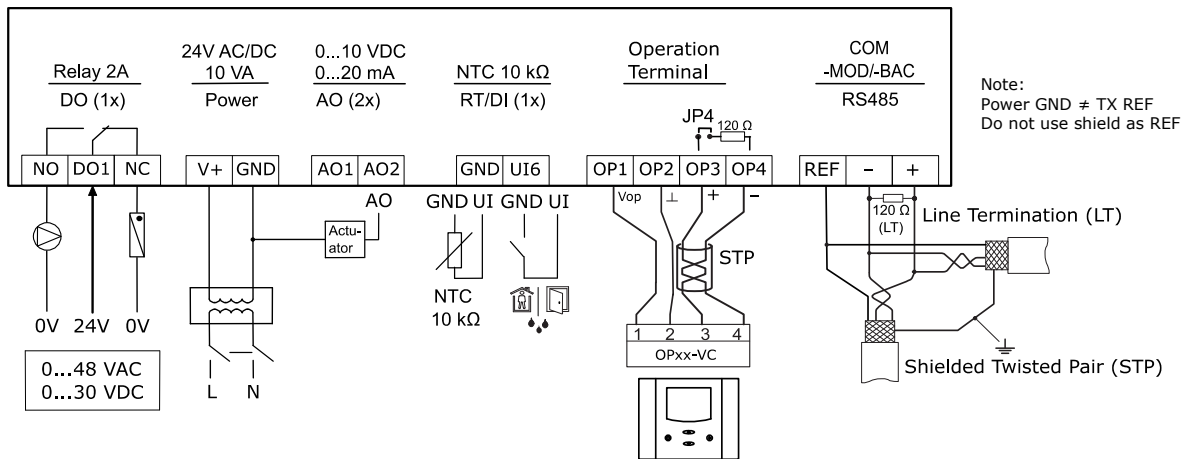 Relay 2A
DO (1x)
24V AC/DC
10 VA
Power
0...10 VDC
0...20 mA
AO (2x)
NTC 10 kΩ
RT/DI (1x)
Operation
Terminal
JP4
120 Ω
COM
-MOD/-BAC
RS485
Note:
Power GND ≠ TX REF
Do not use shield as REF
NO DO1 NC
V+ GND
AO1 AO2
GND UI6
OP1 OP2 OP3 OP4
REF – +
AO
GND UI GND UI
Vop ⊥ + –
120 Ω
(LT)
Line Termination (LT)
Actu-
ator
STP
NTC
10 kΩ
0V 24V 0V
0...48 VAC
0...30 VDC
L N
1 2 3 4
OPxx-VC
Shielded Twisted Pair (STP)